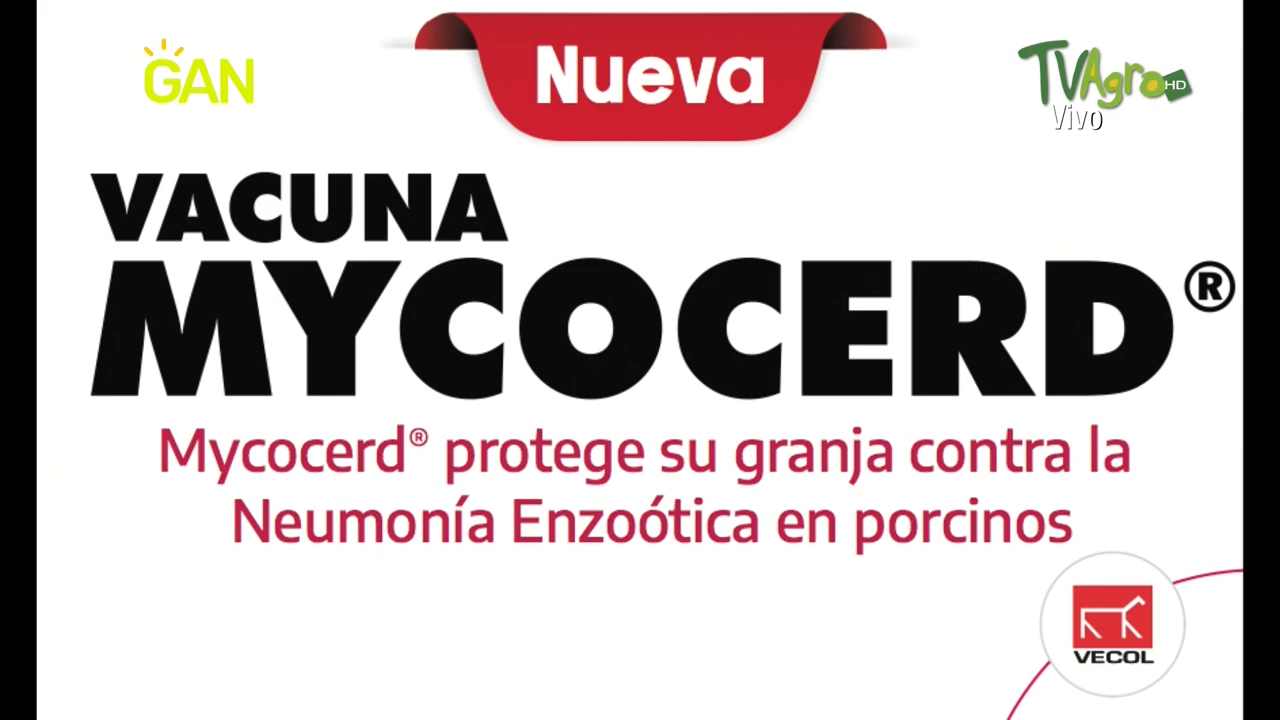 GAN
Nueva
TVAgro HD
Vivo
VACUNA
MYCOCERD®
Mycocerd® protege su granja contra la
Neumonía Enzoótica en porcinos
VECOL